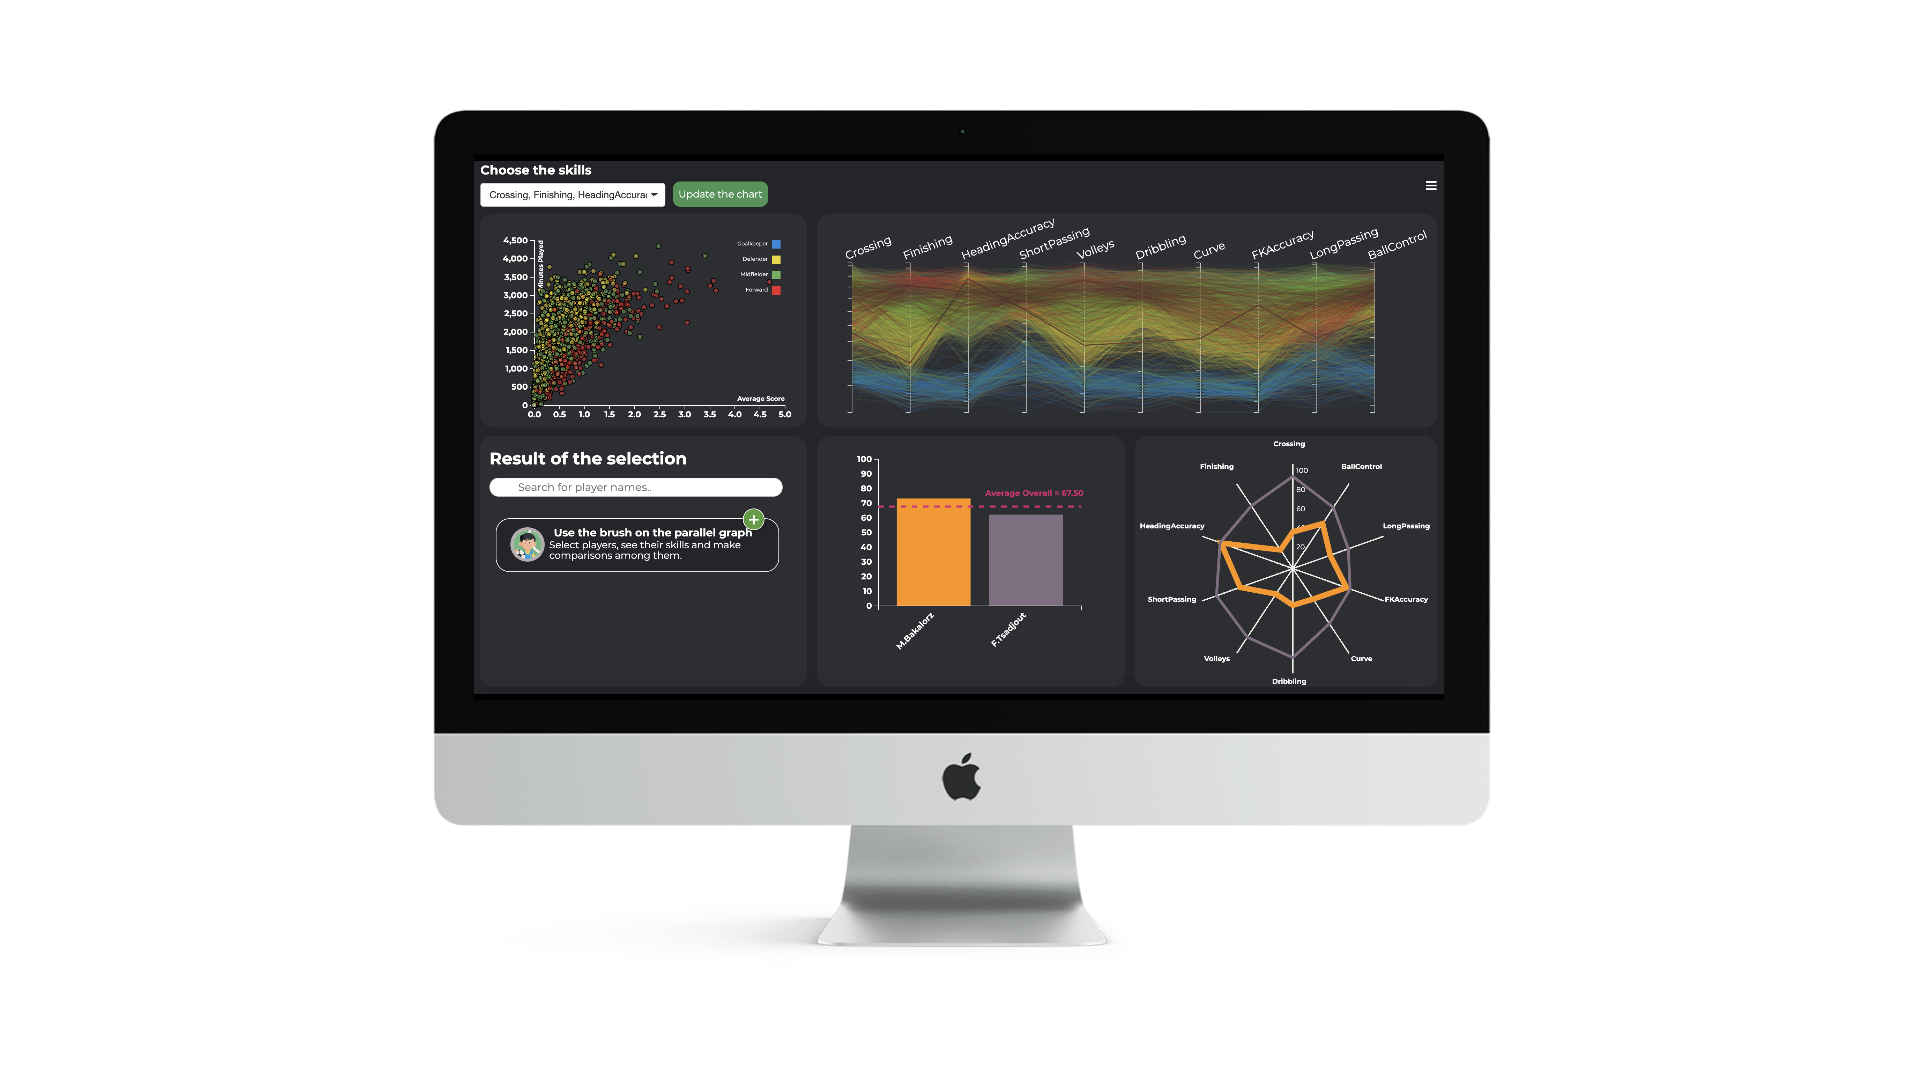 Choose the skills
Crossing, Finishing, HeadingAccurac
Update the chart
4,500
4,000
3,500
3,000
2,500
2,000
1,500
1,000
500
0
Minutes Played
Goalkeeper
Defender
Midfielder
Forward
Average Score
0.0 0.5 1.0 1.5 2.0 2.5 3.0 3.5 4.0 4.5 5.0
Crossing
Finishing
HeadingAccuracy
ShortPassing
Volleys
Dribbling
Curve
FKAccuracy
LongPassing
BallControl
Result of the selection
Search for player names..
+
Use the brush on the parallel graph
Select players, see their skills and make
comparisons among them.
100
90
80
70
60
50
40
30
20
10
0
Average Overall = 67.50
M.Bakalorz
F.Tsadjout
Crossing
BallControl
LongPassing
FKAccuracy
Curve
Dribbling
Volleys
ShortPassing
HeadingAccuracy
Finishing
100
80
60
20